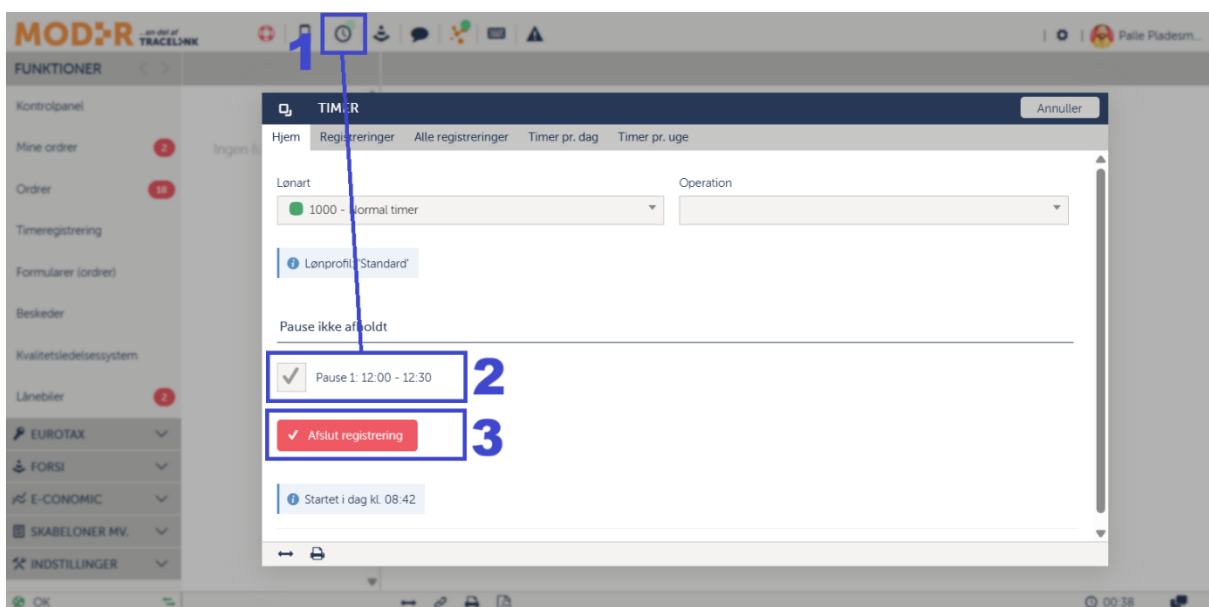 MOD:R ...en del af TRACELINK
Palle Pladesm...
1
FUNKTIONER
Kontrolpanel
Mine ordrer 2
Ordrer 18
Timeregistrering
Formularer (ordrer)
Beskeder
Kvalitetsledelsessystem
Lånebiler 2
EUROTAX
FORSI
E-CONOMIC
SKABELONER MV.
INDSTILLINGER
OK
Ingen
TIMER
Annuller
Hjem Registreringer Alle registreringer Timer pr. dag Timer pr. uge
Lønart Operation
1000 - Normal timer
Lønprofil: 'Standard'
Pause ikke afholdt
Pause 1: 12:00 - 12:30
2
Afslut registrering
3
Startet i dag kl. 08:42
00:38